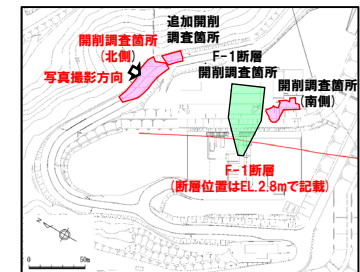 追加開削
調査箇所
開削調査箇所
(北側)
写真撮影方向
F-1断層
開削調査箇所
開削調査箇所
(南側)
F-1断層
(断層位置はEL.2.8mで記載)
N
0
50m